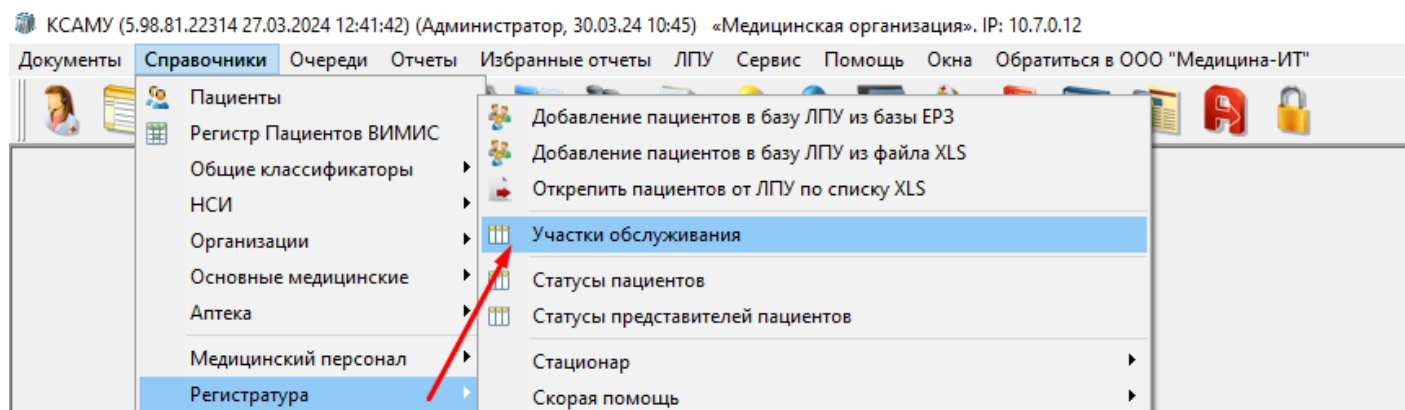 КСАМУ (5.98.81.22314 27.03.2024 12:41:42) (Администратор, 30.03.24 10:45) «Медицинская организация». IP: 10.7.0.12
Документы Справочники Очереди Отчеты Избранные отчеты ЛПУ Сервис Помощь Окна Обратиться в ООО "Медицина-ИТ"
Пациенты
Регистр Пациентов ВИМИС
Общие классификаторы
НСИ
Организации
Основные медицинские
Аптека
Медицинский персонал
Регистратура
Добавление пациентов в базу ЛПУ из базы ЕРЗ
Добавление пациентов в базу ЛПУ из файла XLS
Открепить пациентов от ЛПУ по списку XLS
Участки обслуживания
Статусы пациентов
Статусы представителей пациентов
Стационар
Скорая помощь